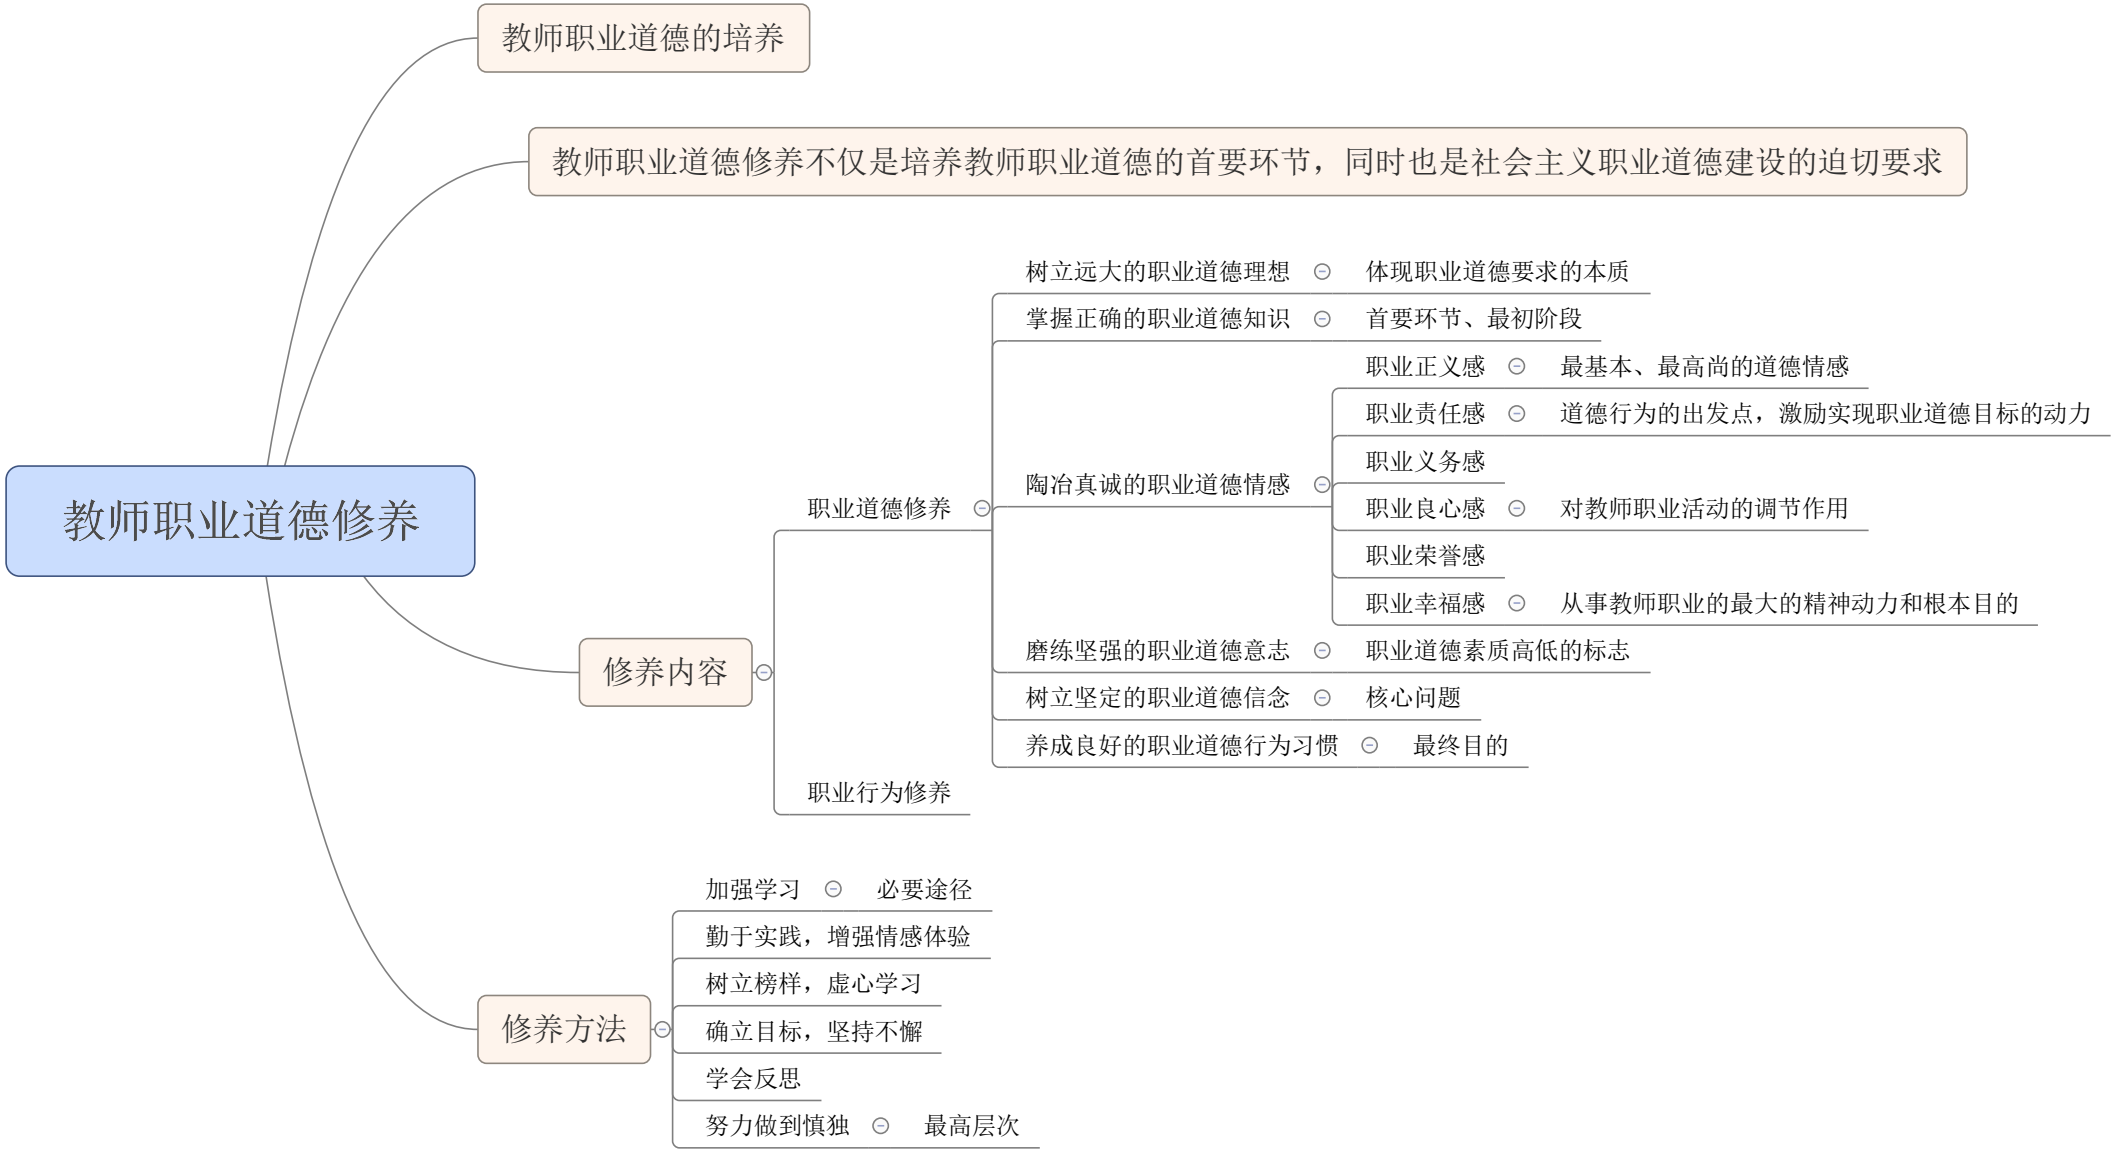 教师职业道德的培养
教师职业道德修养不仅是培养教师职业道德的首要环节，同时也是社会主义职业道德建设的迫切要求
教师职业道德修养
修养内容
职业道德修养
树立远大的职业道德理想
体现职业道德要求的本质
掌握正确的职业道德知识
首要环节、最初阶段
陶冶真诚的职业道德情感
职业正义感
最基本、最高尚的道德情感
职业责任感
道德行为的出发点，激励实现职业道德目标的动力
职业义务感
职业良心感
对教师职业活动的调节作用
职业荣誉感
职业幸福感
从事教师职业的最大的精神动力和根本目的
磨练坚强的职业道德意志
职业道德素质高低的标志
树立坚定的职业道德信念
核心问题
养成良好的职业道德行为习惯
最终目的
职业行为修养
修养方法
加强学习
必要途径
勤于实践，增强情感体验
树立榜样，虚心学习
确立目标，坚持不懈
学会反思
努力做到慎独
最高层次